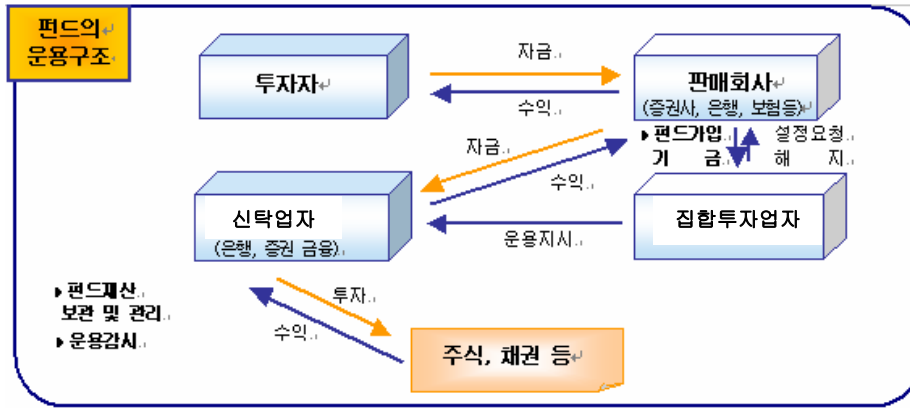 펀드의
운용구조
투자자
자금
수익
판매회사
(증권사, 은행, 보험등)
▶펀드가입 설정요청
기 금 해 지
자금
수익
신탁업자
(은행, 증권 금융)
운용지시
집합투자업자
▶펀드재산
보관 및 관리
▶운용감시
투자
수익
주식, 채권 등